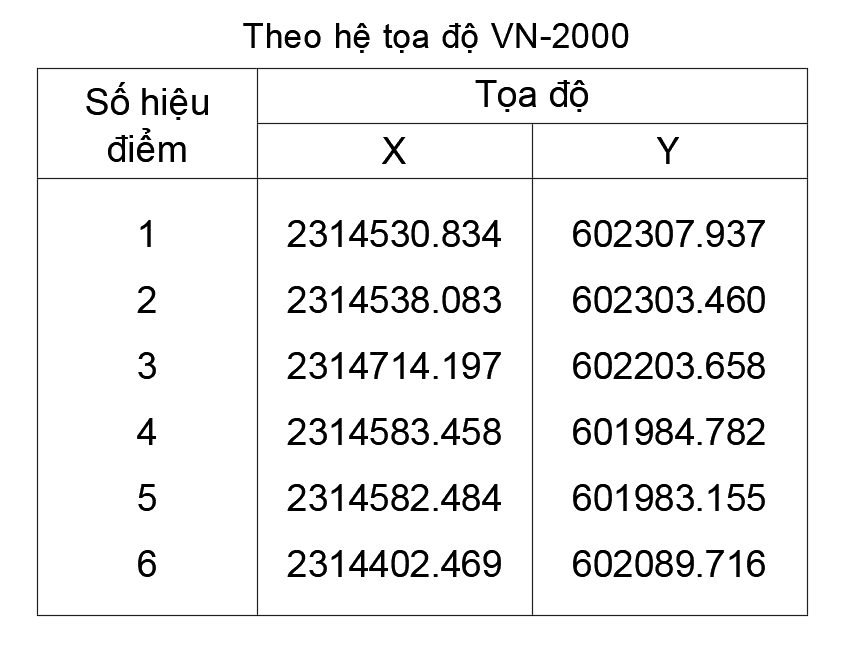 Theo hệ tọa độ VN-2000
Số hiệu điểm Tọa độ
X Y
1 2314530.834 602307.937
2 2314538.083 602303.460
3 2314714.197 602203.658
4 2314583.458 601984.782
5 2314582.484 601983.155
6 2314402.469 602089.716